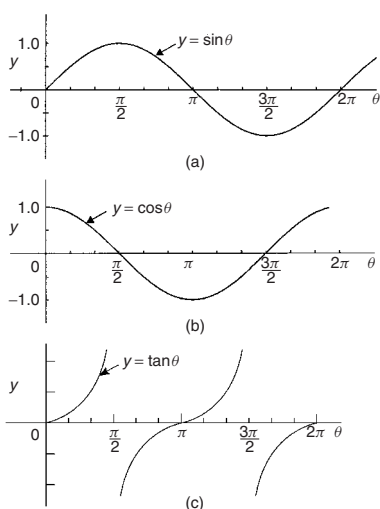 1.0
y = sinθ
y
0
π/2
π
3π/2
2π
θ
−1.0
(a)
1.0
y = cosθ
y
0
π/2
π
3π/2
2π
θ
−1.0
(b)
y = tanθ
y
0
π/2
π
3π/2
2π
θ
(c)